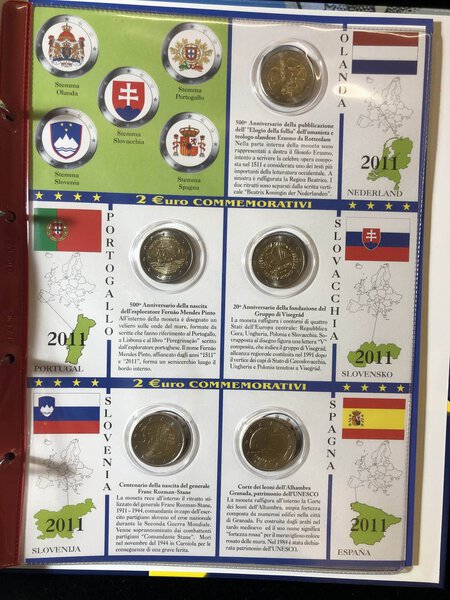 Stemma
Olanda
Stemma
Portogallo
Stemma
Slovacchia
Stemma
Slovenia
Stemma
Spagna
OLANDA
500° Anniversario della pubblicazione
dell' "Elogio della follia" dell'umanista e
teologo olandese Erasmo da Rotterdam
Nella parte interna della moneta sono
rappresentati a destra il filosofo Erasmo,
intento a scrivere la celebre opera compo-
sta nel 1511 e considerata uno dei testi più
importanti della letteratura occidentale. A
sinistra è raffigurata la Regina Beatrice. I
due ritratti sono separati dalla scritta verti-
cale "Beatrix Koningin der Nederlanden".
2011
NEDERLAND
2 €uro COMMEMORATIVI
PORTOGALLO
2011
PORTUGAL
500° Anniversario della nascita
dell'esploratore Fernão Mendes Pinto
All'interno della moneta è disegnato un
veliero sulle onde del mare, formate da
scritte che fanno riferimento al Portogallo,
a Lisbona e al libro "Peregrinação" scritto
dall'esploratore portoghese. Il nome Fernão
Mendes Pinto, affiancato dagli anni "1511"
e "2011", forma un semicerchio lungo il
bordo interno.
SLOVACCHIA
20° Anniversario della fondazione del
Gruppo di Visegrád
La moneta raffigura i contorni di quattro
Stati dell'Europa centrale: Repubblica
Ceca, Ungheria, Polonia e Slovacchia. So-
vrapposta al disegno figura una lettera "V"
composita, che indica il gruppo di Visegrád,
alleanza regionale costituita nel 1991 dopo
il vertice dei capi di Stato di Cecoslovacchia,
Ungheria e Polonia tenutosi a Visegrád.
2011
SLOVENSKO
2 €uro COMMEMORATIVI
SLOVENIA
2011
SLOVENIJA
Centenario della nascita del generale
Franc Rozman-Stane
La moneta reca all'interno il ritratto sti-
lizzato del generale Franc Rozman-Stane,
1911 - 1944, comandante in capo dell'eser-
cito partigiano sloveno ed eroe nazionale
durante la Seconda Guerra Mondiale.
Venne soprannominato dai combattenti
partigiani "Comandante Stane". Morì
nel novembre 1944 in Carniola per le
conseguenze di una grave ferita.
SPAGNA
Corte dei leoni dell'Alhambra
Granada, patrimonio dell'UNESCO
La moneta raffigura all'interno la Corte
dei leoni dell'Alhambra, ampia fortezza
composta da numerosi edifici nella città
di Granada. Fu costruita dagli arabi nel
tardo medioevo ed il suo nome significa
"fortezza rossa" per il meraviglioso colore
rosato delle mura. Nel 1984 è stata dichia-
rata patrimonio dell'UNESCO.
2011
ESPAÑA